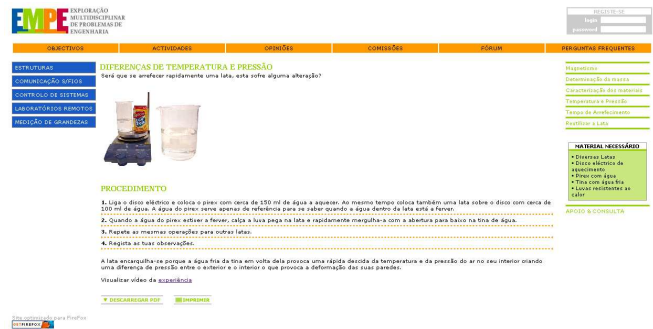 EMPE EXPLORAÇÃO
MULTIDISCIPLINAR
DE PROBLEMAS DE
ENGENHARIA
REGISTE-SE
login
password
OBJECTIVOS ACTIVIDADES OPINIÕES COMISSÕES FÓRUM PERGUNTAS FREQUENTES
ESTRUTURAS
COMUNICAÇÃO S/FIOS
CONTROLO DE SISTEMAS
LABORATÓRIOS REMOTOS
MEDIÇÃO DE GRANDEZAS
DIFERENÇAS DE TEMPERATURA E PRESSÃO
Será que se arrefecer rapidamente uma lata, esta sofre alguma alteração?
PROCEDIMENTO
1. Liga o disco eléctrico e coloca o pirex com cerca de 150 ml de água a aquecer. Ao mesmo tempo coloca também uma lata sobre o disco com cerca de
100 ml de água. A água do pirex serve apenas de referência para se saber quando a água dentro da lata está a ferver.
2. Quando a água do pirex estiver a ferver, calça a luva pega na lata e rapidamente mergulha-a com a abertura para baixo na tina de água.
3. Repete as mesmas operações para outras latas.
4. Regista as tuas observações.
A lata encarquilha-se porque a água fria da tina em volta dela provoca uma rápida descida da temperatura e da pressão do ar no seu interior criando
uma diferença de pressão entre o exterior e o interior o que provoca a deformação das suas paredes.
Visualizar vídeo da experiência
DESCARREGAR PDF IMPRIMIR
Magnetismo
Determinação da massa
Caracterização dos materiais
Temperatura e Pressão
Tempo de Arrefecimento
Rectificar a Lata
MATERIAL NECESSÁRIO
• Diversas Latas
• Disco eléctrico de
aquecimento
• Pirex com água
• Tina com água fria
• Luvas resistentes ao
calor
APOIO & CONSULTA
Site optimizado para FireFox
GET FIREFOX